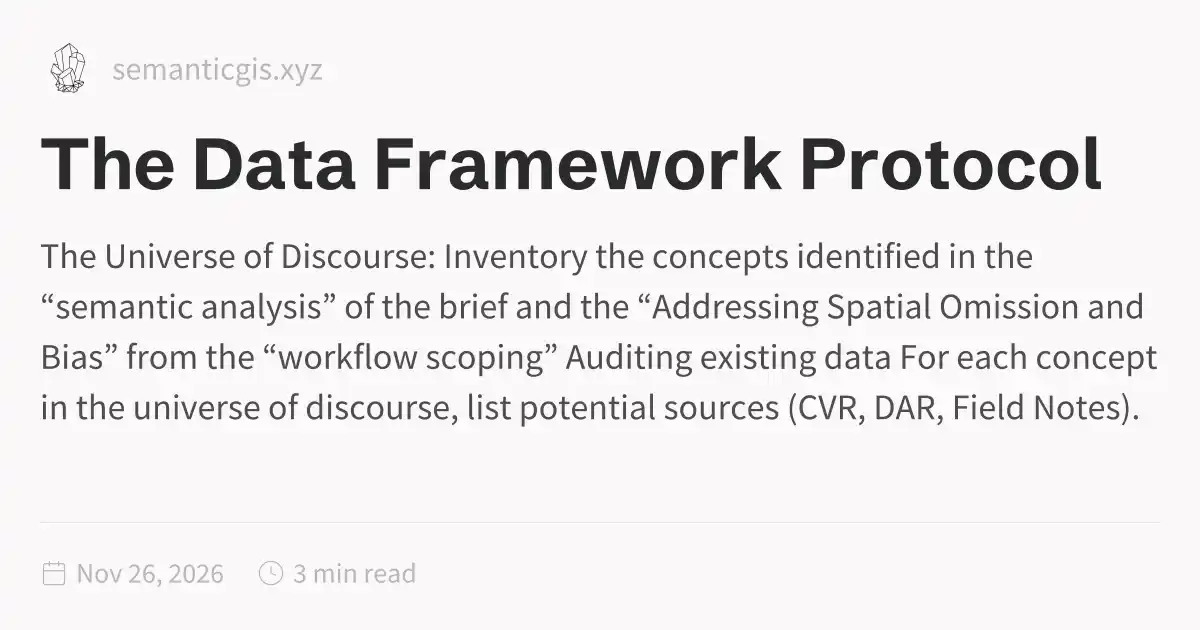 semanticgis.xyz
The Data Framework Protocol
The Universe of Discourse: Inventory the concepts identified in the
“semantic analysis” of the brief and the “Addressing Spatial Omission and
Bias” from the “workflow scoping” Auditing existing data For each concept
in the universe of discourse, list potential sources (CVR, DAR, Field Notes).
Nov 26, 2026 3 min read